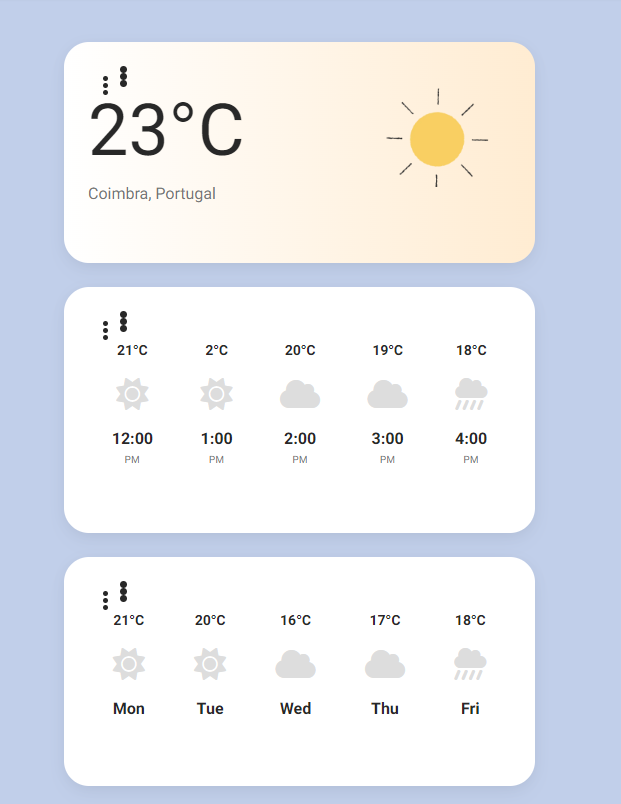 23°C
Coimbra, Portugal
21°C 2°C 20°C 19°C 18°C
12:00 1:00 2:00 3:00 4:00
PM PM PM PM PM
21°C 20°C 16°C 17°C 18°C
Mon Tue Wed Thu Fri